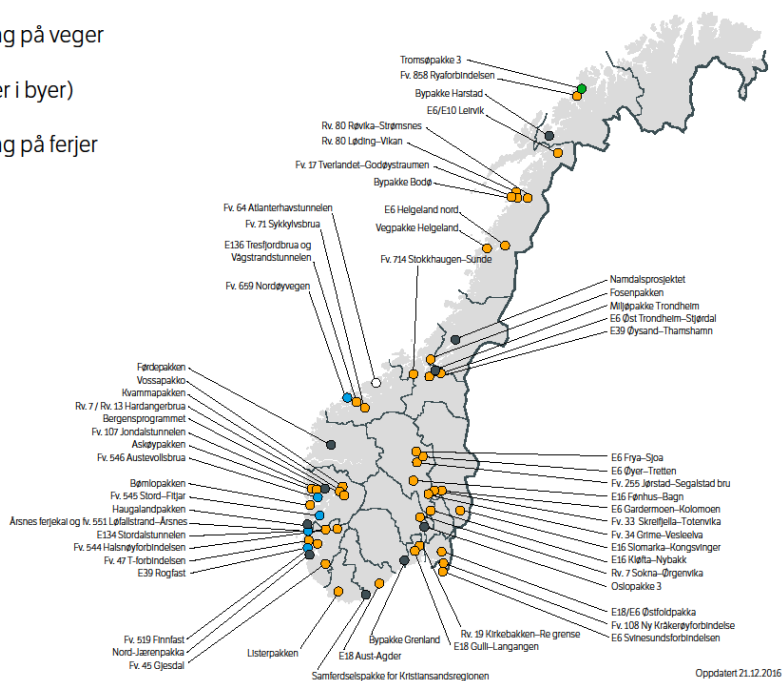 ng på veger
er i byer)
ng på ferjer
Tromsøpakke 3
Fv. 858 Ryaforbindelsen
Bypakke Harstad
E6/E10 Leirvik
Rv. 80 Røvika–Strømsnes
Rv. 80 Løding–Vikan
Fv. 17 Tverlandet–Godøystraumen
Bypakke Bodø
E6 Helgeland nord
Vegpakke Helgeland
Fv. 714 Stokkhaugen–Sunde
Fv. 64 Atlanterhavstunnelen
Fv. 71 Sykkylvsbrua
E136 Tresfjordbrua og
Vågstrandstunnelen
Fv. 659 Nordøyvegen
Namdalsprosjektet
Fosenpakken
Miljøpakke Trondheim
E6 Øst Trondheim–Stjørdal
E39 Øysand–Thamshamn
Førdepakken
Vossapakko
Kvammapakken
Rv. 7 / Rv. 13 Hardangerbrua
Bergensprogrammet
Fv. 107 Jondalstunnelen
Askøypakken
Fv. 546 Austevollsbrua
Bømlopakken
Fv. 545 Stord–Fitjar
Haugalandpakken
Årsnes ferjekai og fv. 551 Løfallstrand–Årsnes
E134 Stordalstunnelen
Fv. 544 Halsnøyforbindelsen
Fv. 47 T-forbindelsen
E39 Rogfast
Fv. 519 Finnfast
Nord-Jærenpakka
Fv. 45 Gjesdal
E6 Frya–Sjoa
E6 Øyer–Tretten
Fv. 255 Jørstad–Segalstad bru
E16 Fønhus–Bagn
E6 Gardermoen–Kolomoen
Fv. 33 Skreifjella–Totenvika
Fv. 34 Grime–Vesleelva
E16 Slomarka–Kongsvinger
E16 Kløfta–Nybakk
Rv. 7 Sokna–Ørgenvika
Oslopakke 3
E18/E6 Østfoldpakka
Fv. 108 Ny Kråkerøyforbindelse
E6 Svinesundsforbindelsen
Rv. 19 Kirkebakken–Re grense
E18 Gulli–Langangen
Bypakke Grenland
E18 Aust-Agder
Listerpakken
Samferdselspakke for Kristiansandsregionen
Oppdatert 21.12.2016